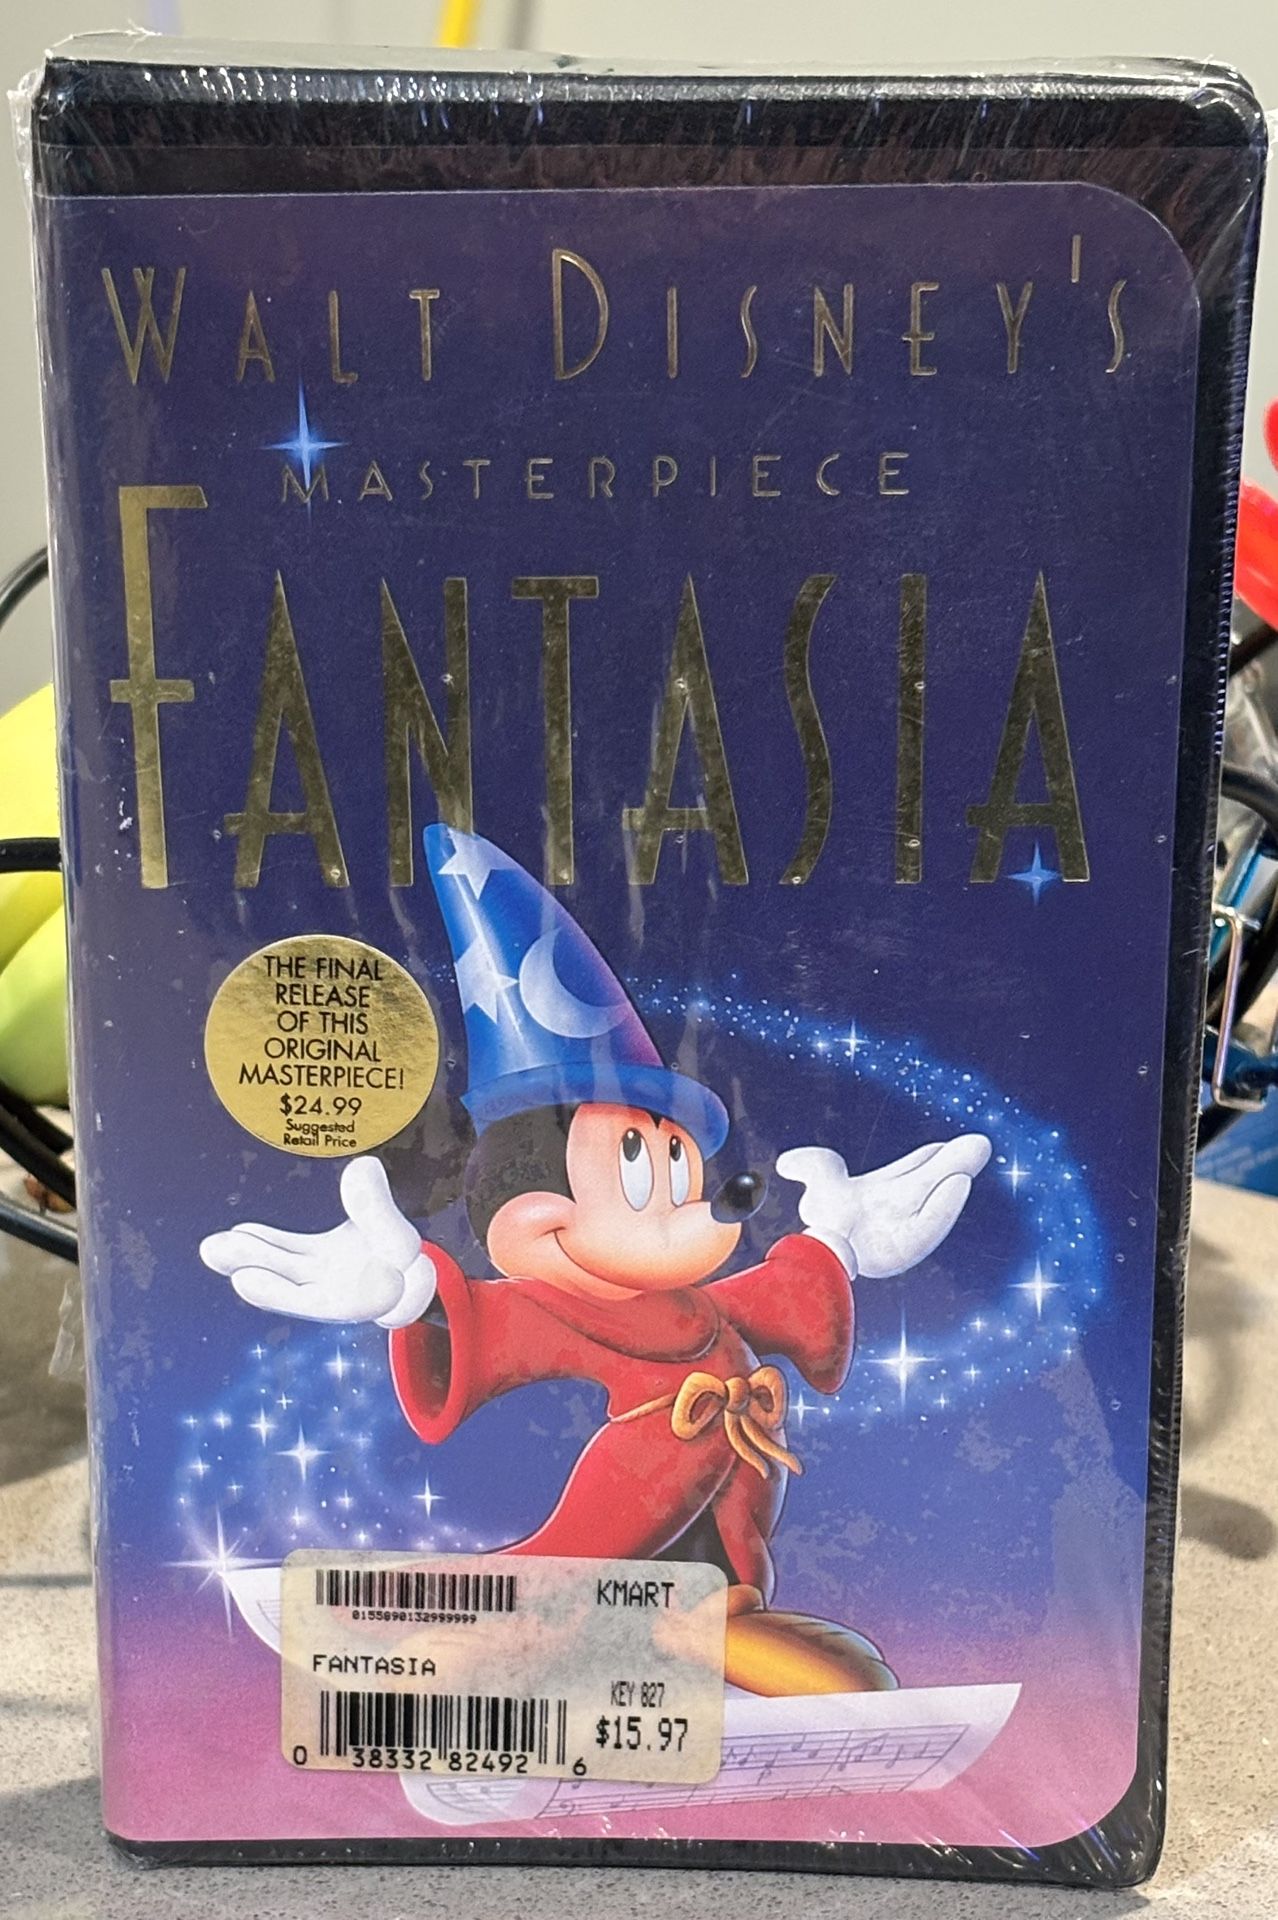 WALT DISNEY'S
MASTERPIECE
FANTASIA
THE FINAL
RELEASE
OF THIS
ORIGINAL
MASTERPIECE!
$24.99
Suggested
Retail Price
KMART
0155890132999999
FANTASIA
KEY 827
$15.97
0 38332 82492 6